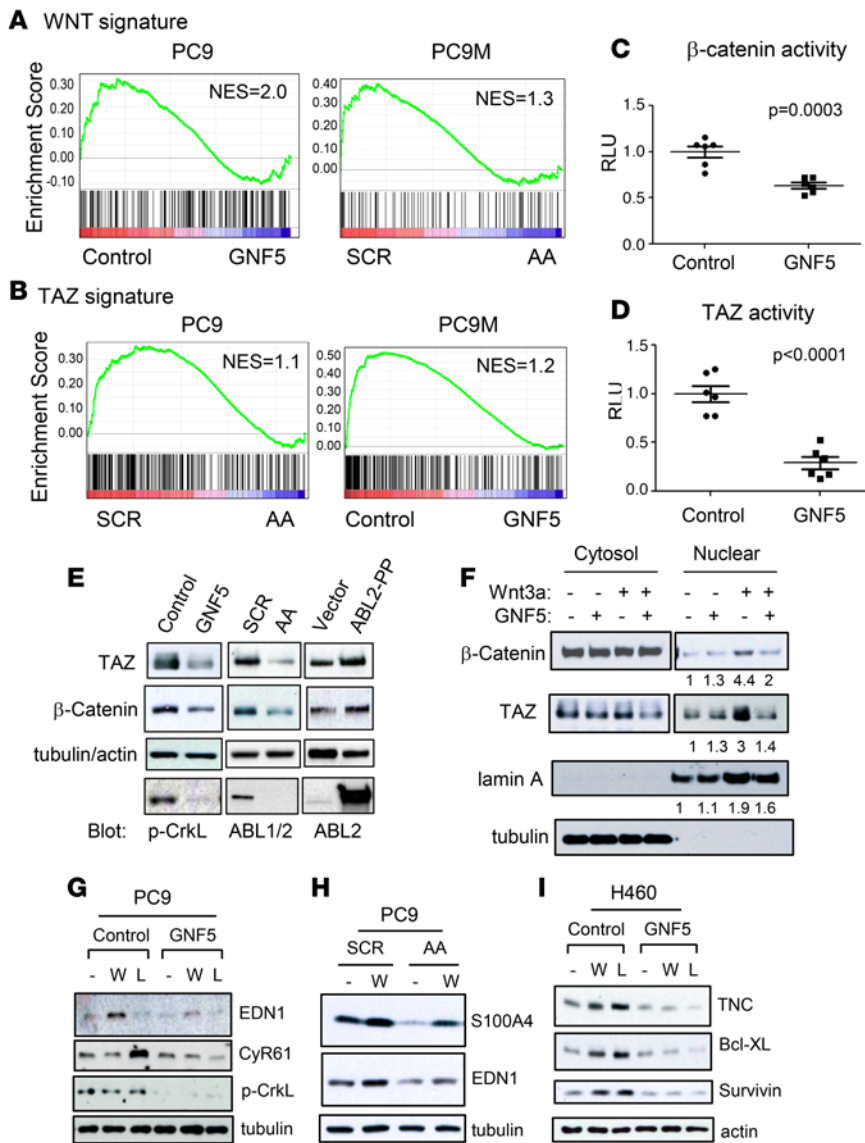 A WNT signature
PC9
PC9M
Enrichment Score
0.30
0.20
0.10
0.00
-0.10
NES=2.0
0.40
0.30
0.20
0.10
0.00
NES=1.3
Control GNF5
SCR AA
B TAZ signature
PC9
PC9M
Enrichment Score
0.30
0.20
0.10
0.00
NES=1.1
0.50
0.40
0.30
0.20
0.10
0.00
NES=1.2
SCR AA
Control GNF5
C β-catenin activity
RLU
1.5
1.0
0.5
0.0
p=0.0003
Control GNF5
D TAZ activity
RLU
1.5
1.0
0.5
0.0
p<0.0001
Control GNF5
E
Control GNF5 SCR AA Vector ABL2-PP
TAZ
β-Catenin
tubulin/actin
Blot: p-CrkL ABL1/2 ABL2
F
Cytosol Nuclear
Wnt3a: - - + + - - + +
GNF5: - + - + - + - +
β-Catenin
1 1.3 4.4 2
TAZ
1 1.3 3 1.4
lamin A
1 1.1 1.9 1.6
tubulin
G
PC9
Control GNF5
- W L - W L
EDN1
CyR61
p-CrkL
tubulin
H
PC9
SCR AA
- W - W
S100A4
EDN1
tubulin
I
H460
Control GNF5
- W L - W L
TNC
Bcl-XL
Survivin
actin